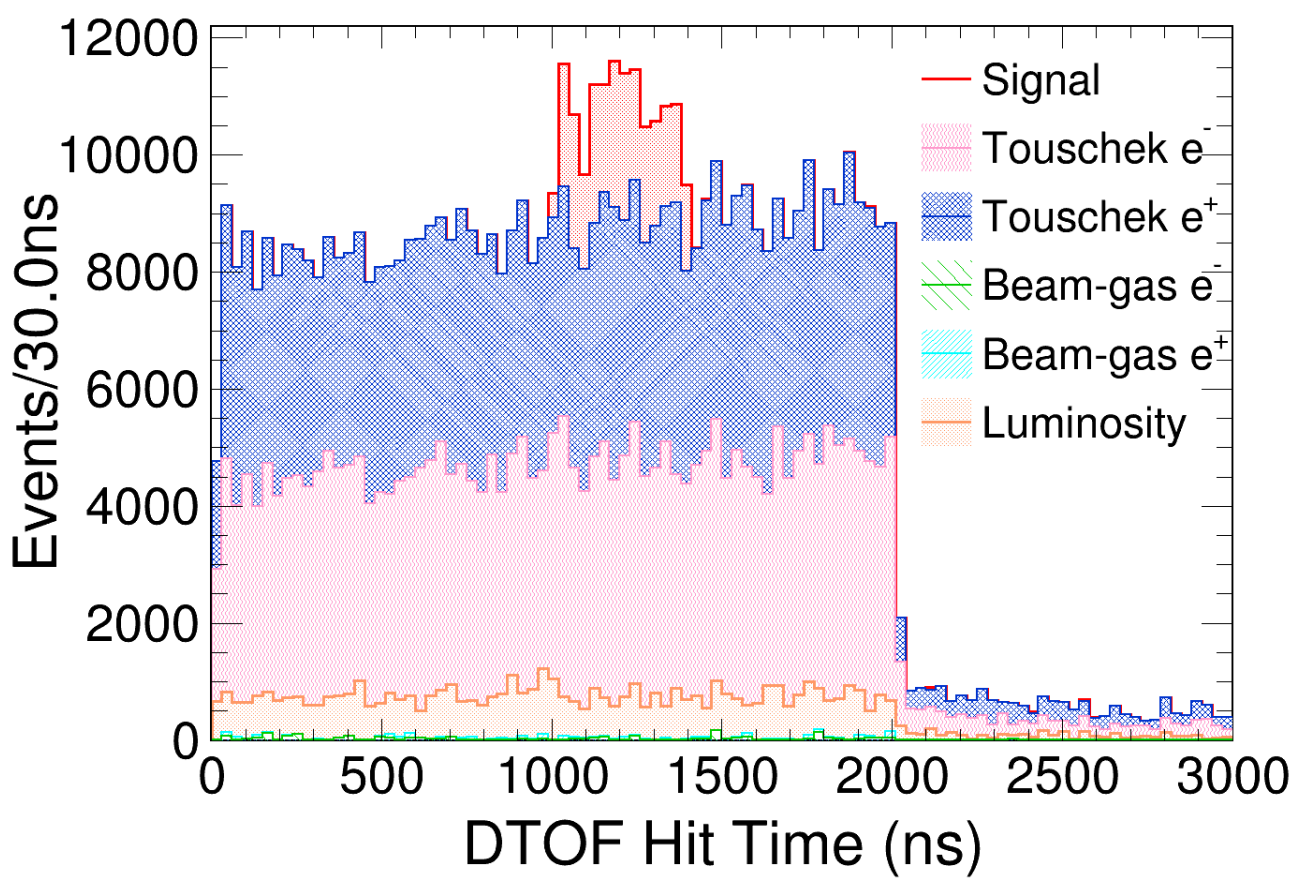 Events/30.0ns
12000
10000
8000
6000
4000
2000
0
Signal
Touschek e⁻
Touschek e⁺
Beam-gas e⁻
Beam-gas e⁺
Luminosity
0 500 1000 1500 2000 2500 3000
DTOF Hit Time (ns)